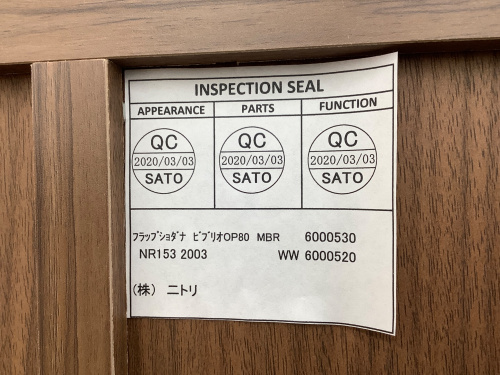 INSPECTION SEAL
APPEARANCE PARTS FUNCTION
QC QC QC
2020/03/03 2020/03/03 2020/03/03
SATO SATO SATO
フラップショダナ ビブリオOP80 MBR 6000530
NR153 2003 WW 6000520
(株) ニトリ